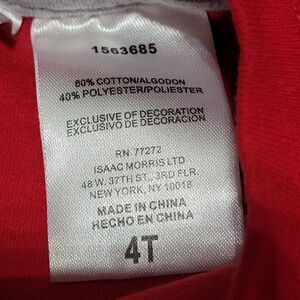 1563685
60% COTTON/ALGODON
40% POLYESTER/POLIESTER
EXCLUSIVE OF DECORATION
EXCLUSIVO DE DECORACIÓN
RN 77272
ISAAC MORRIS LTD
48 W. 37TH ST., 3RD FLR.
NEW YORK, NY 10018
MADE IN CHINA
HECHO EN CHINA
4T